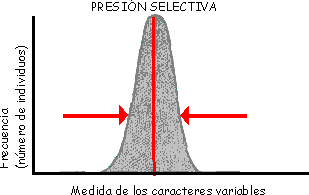 PRESIÓN SELECTIVA
Frecuencia
(número de individuos)
Medida de los caracteres variables